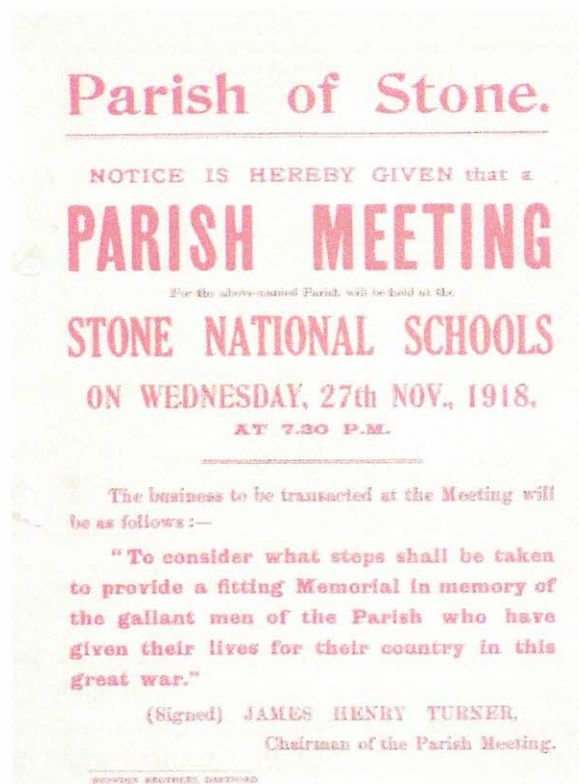 Parish of Stone.
NOTICE IS HEREBY GIVEN that a
PARISH MEETING
For the above-named Parish will be held at the
STONE NATIONAL SCHOOLS
ON WEDNESDAY, 27th NOV., 1918,
AT 7.30 P.M.
The business to be transacted at the Meeting will
be as follows :—
"To consider what steps shall be taken
to provide a fitting Memorial in memory of
the gallant men of the Parish who have
given their lives for their country in this
great war."
(Signed) JAMES HENRY TURNER,
Chairman of the Parish Meeting.
BROTHERS, DARTFORD